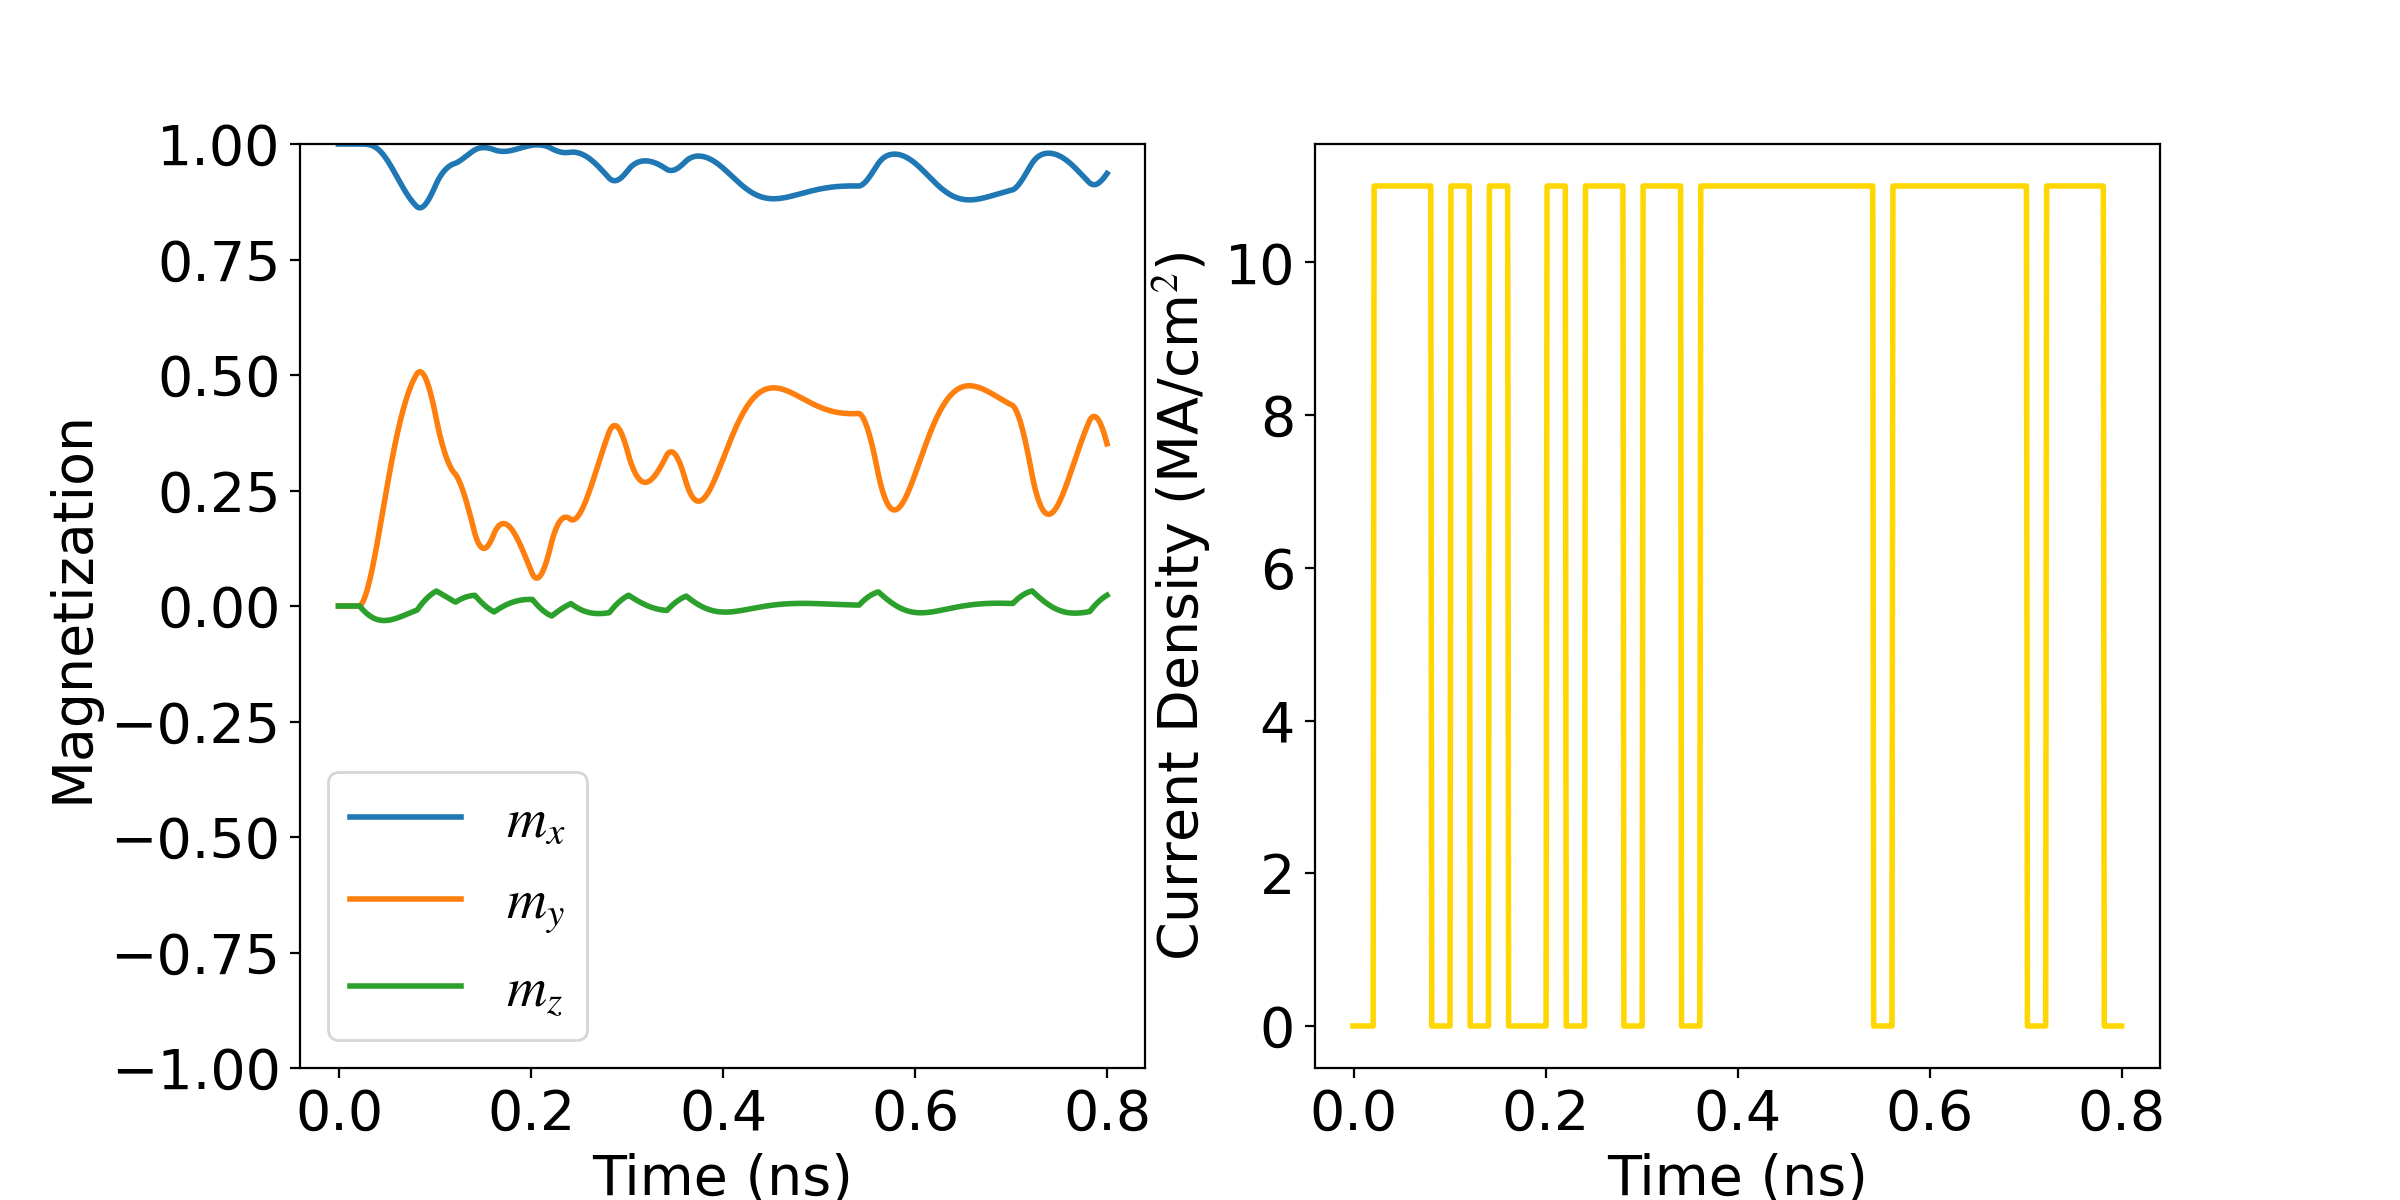 1.00
0.75
0.50
0.25
0.00
−0.25
−0.50
−0.75
−1.00
Magnetization
m_x
m_y
m_z
0.0 0.2 0.4 0.6 0.8
Time (ns)
10
8
6
4
2
0
Current Density (MA/cm²)
0.0 0.2 0.4 0.6 0.8
Time (ns)